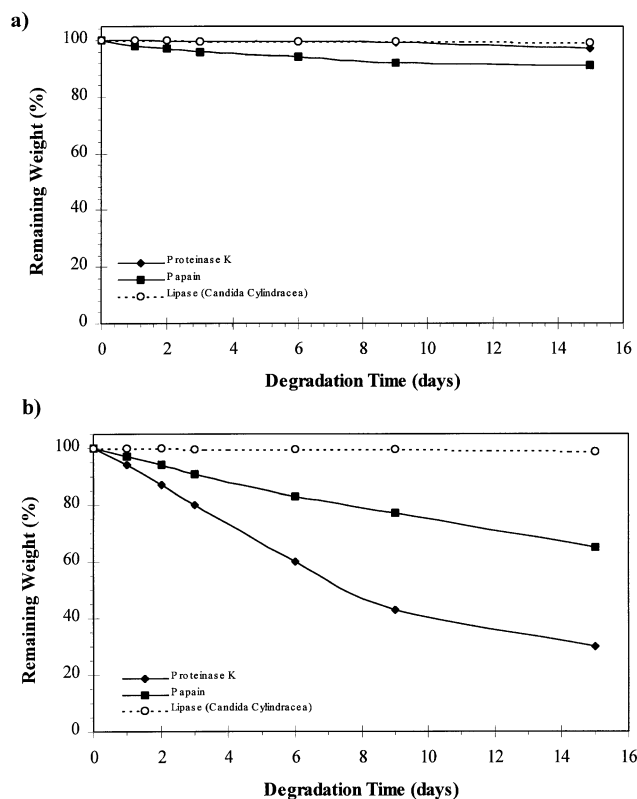 a)
100
80
60
40
20
0
Remaining Weight (%)
Proteinase K
Papain
Lipase (Candida Cylindracea)
0 2 4 6 8 10 12 14 16
Degradation Time (days)
b)
100
80
60
40
20
0
Remaining Weight (%)
Proteinase K
Papain
Lipase (Candida Cylindracea)
0 2 4 6 8 10 12 14 16
Degradation Time (days)